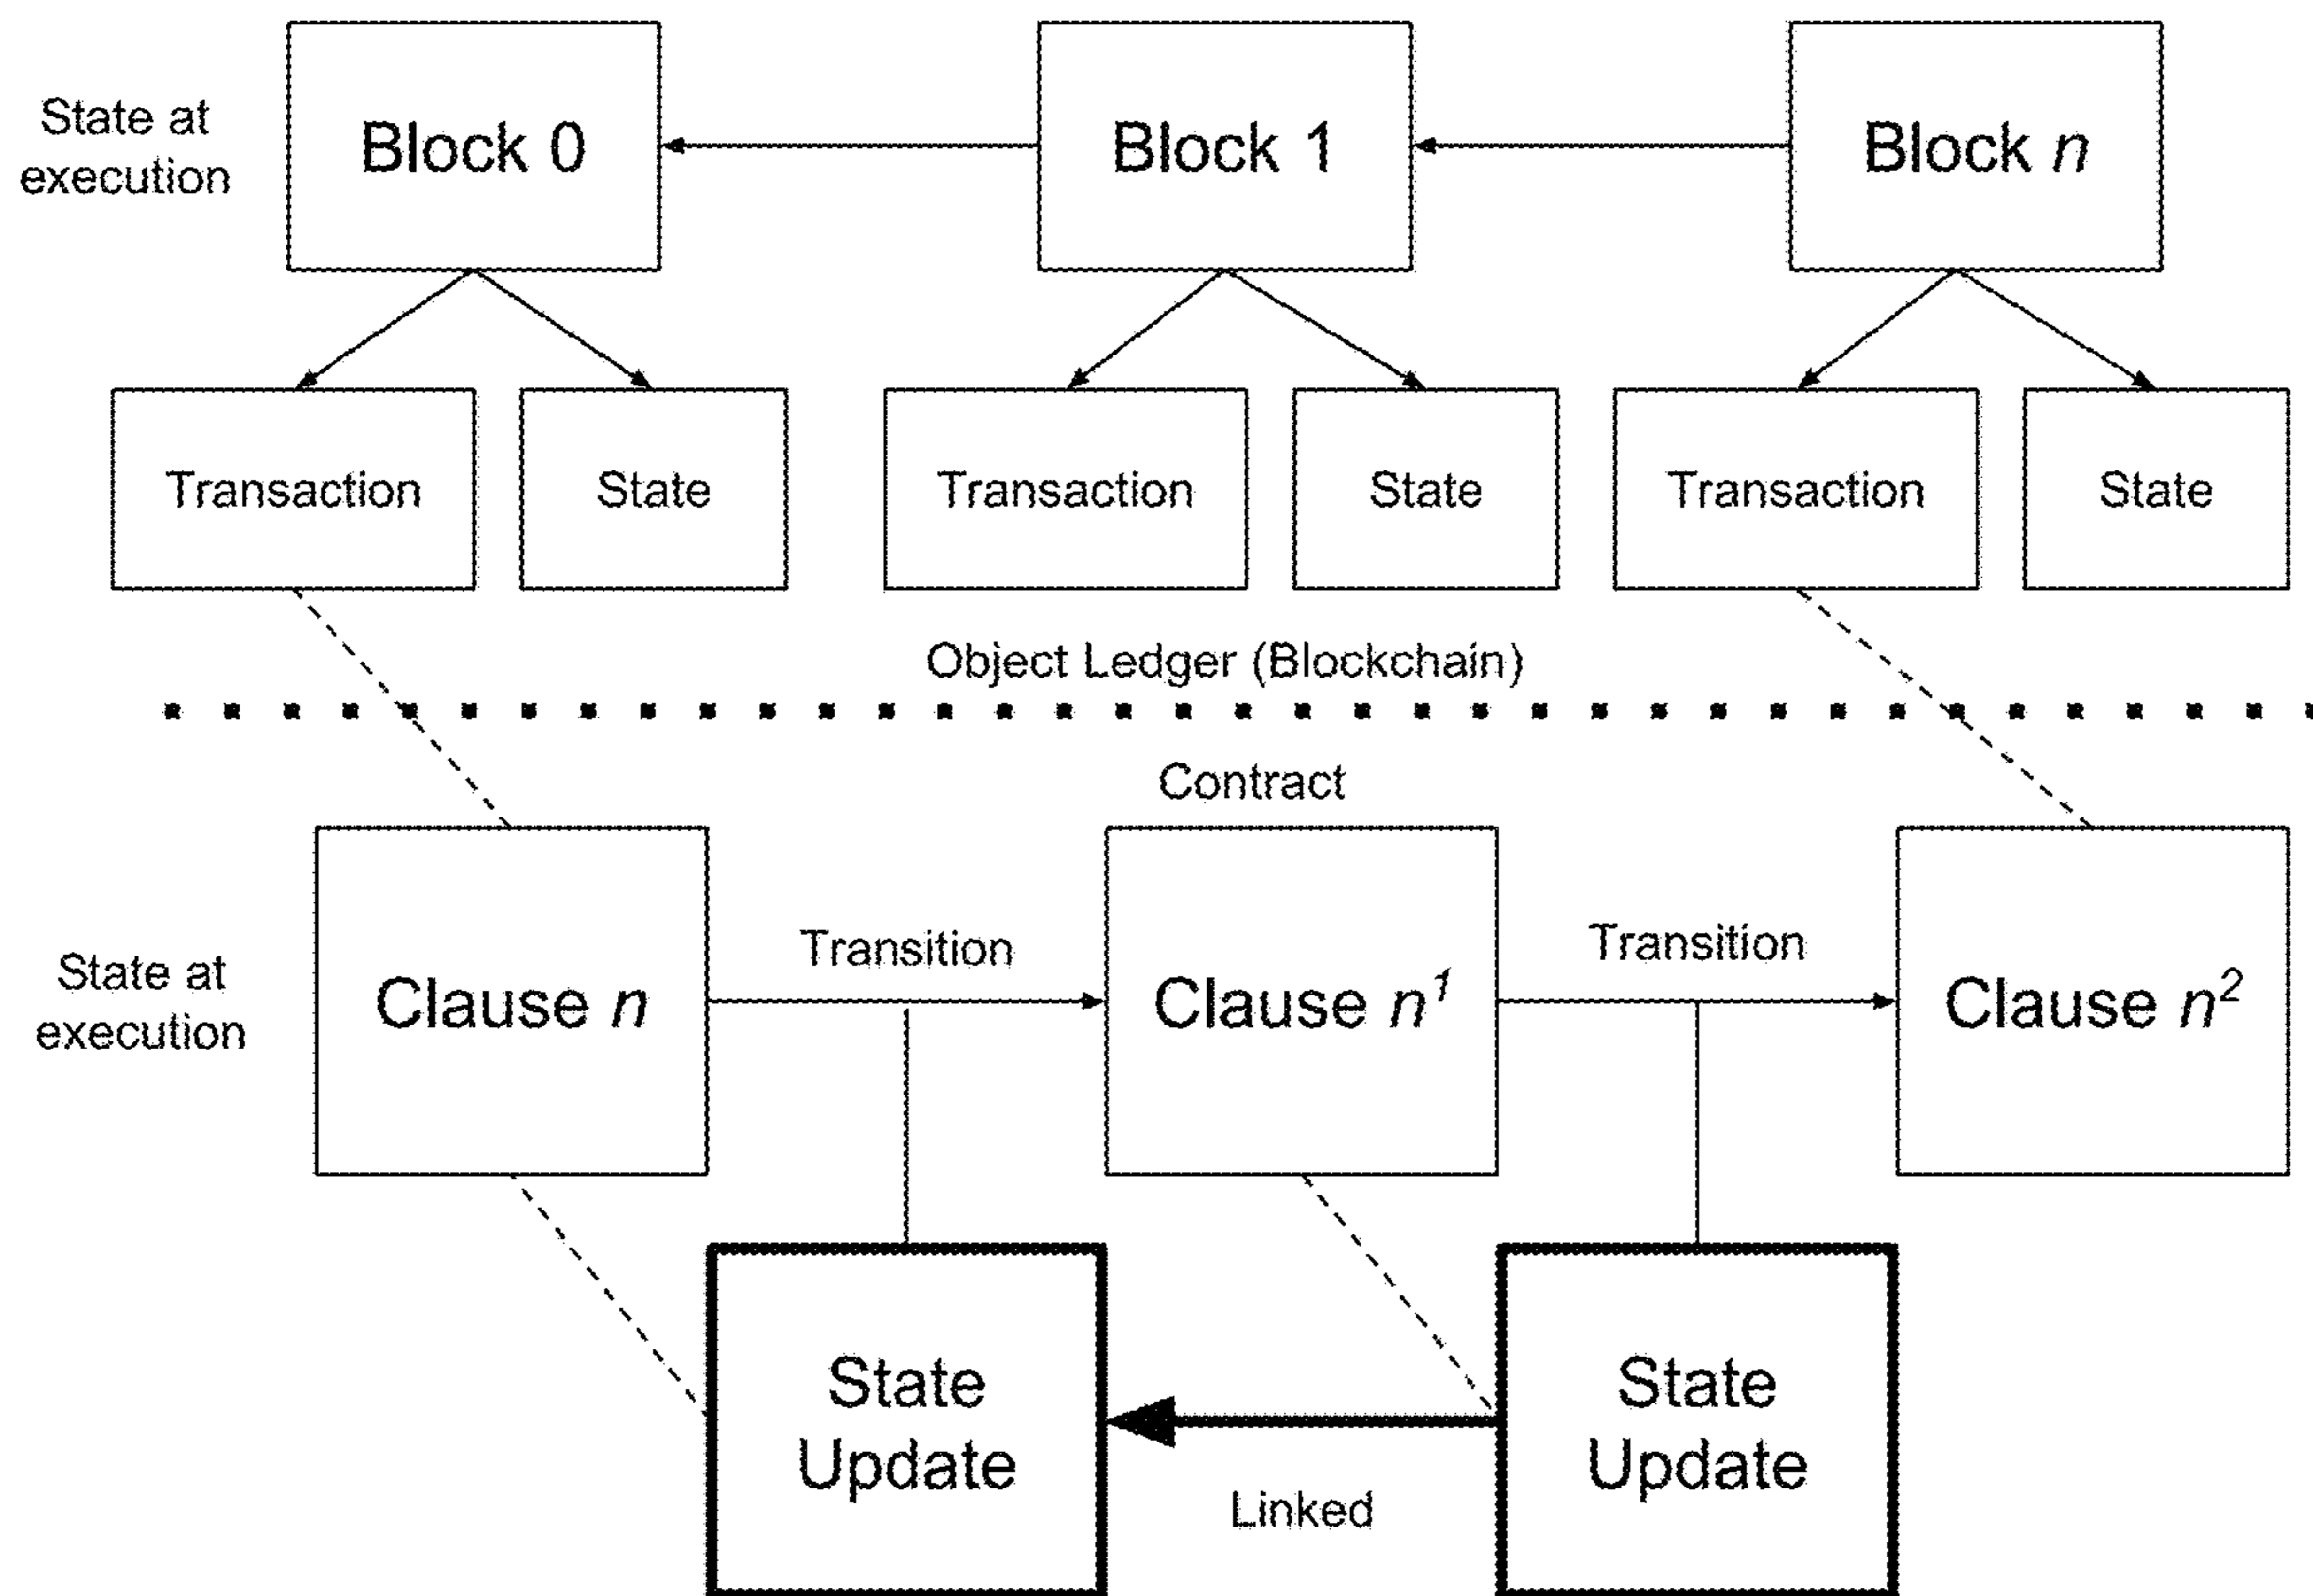 State at
execution
Block 0
Block 1
Block n
Transaction
State
Transaction
State
Transaction
State
Object Ledger (Blockchain)
Contract
State at
execution
Clause n
Transition
Clause n¹
Transition
Clause n²
State
Update
Linked
State
Update